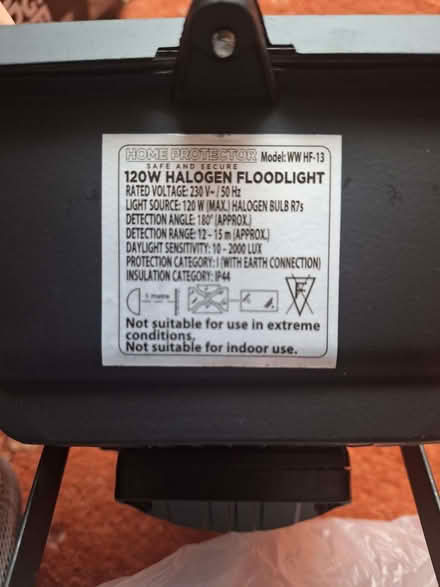 HOME PROTECTOR Model: WW HF-13
SAFE AND SECURE
120W HALOGEN FLOODLIGHT
RATED VOLTAGE: 230 V~ / 50 Hz
LIGHT SOURCE: 120 W (MAX.) HALOGEN BULB R7s
DETECTION ANGLE: 180° (APPROX.)
DETECTION RANGE: 12 - 15 m (APPROX.)
DAYLIGHT SENSITIVITY: 10 - 2000 LUX
PROTECTION CATEGORY: I (WITH EARTH CONNECTION)
INSULATION CATEGORY: IP44
1 metre
F
Not suitable for use in extreme
conditions.
Not suitable for indoor use.